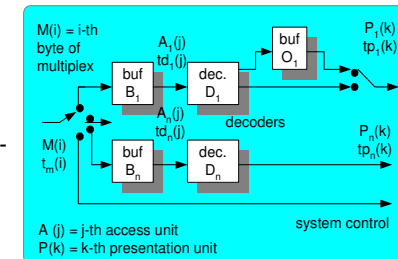 M(i) = i-th
byte of
multiplex
A1(j)
td1(j)
buf
O1
P1(k)
tp1(k)
buf
B1
dec.
D1
An(j)
tdn(j)
decoders
M(i)
tm(i)
buf
Bn
dec.
Dn
Pn(k)
tpn(k)
system control
A (j) = j-th access unit
P(k) = k-th presentation unit
-